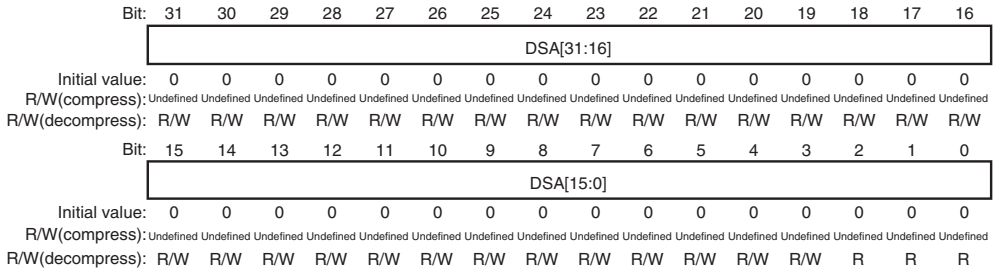 Bit: 31 30 29 28 27 26 25 24 23 22 21 20 19 18 17 16
DSA[31:16]
Initial value: 0 0 0 0 0 0 0 0 0 0 0 0 0 0 0 0
R/W(compress): Undefined Undefined Undefined Undefined Undefined Undefined Undefined Undefined Undefined Undefined Undefined Undefined Undefined Undefined Undefined Undefined
R/W(decompress): R/W R/W R/W R/W R/W R/W R/W R/W R/W R/W R/W R/W R/W R/W R/W R/W
Bit: 15 14 13 12 11 10 9 8 7 6 5 4 3 2 1 0
DSA[15:0]
Initial value: 0 0 0 0 0 0 0 0 0 0 0 0 0 0 0 0
R/W(compress): Undefined Undefined Undefined Undefined Undefined Undefined Undefined Undefined Undefined Undefined Undefined Undefined Undefined Undefined Undefined Undefined
R/W(decompress): R/W R/W R/W R/W R/W R/W R/W R/W R/W R/W R/W R/W R/W R R R